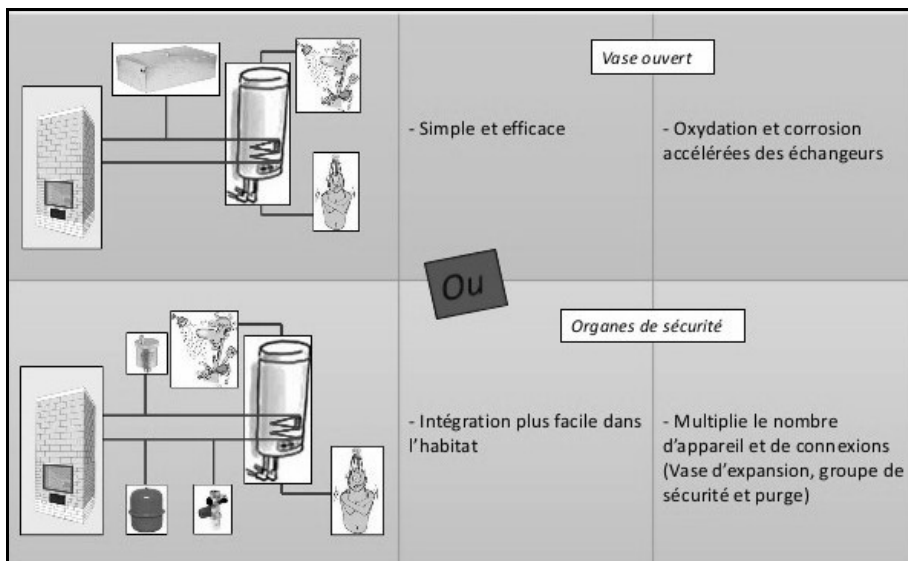 Vase ouvert
- Simple et efficace
- Oxydation et corrosion
accélérées des échangeurs
Ou
Organes de sécurité
- Intégration plus facile dans
l'habitat
- Multiplie le nombre
d'appareil et de connexions
(Vase d'expansion, groupe de
sécurité et purge)